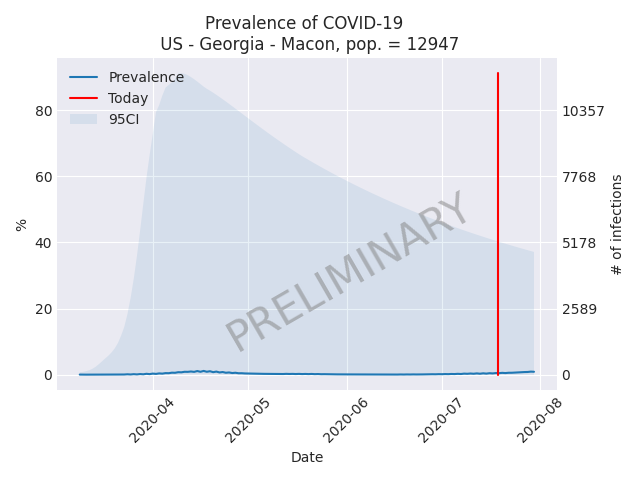 Prevalence of COVID-19
US - Georgia - Macon, pop. = 12947
Prevalence
Today
95CI
80
60
40
20
0
%
10357
7768
5178
2589
0
# of infections
PRELIMINARY
2020-04
2020-05
2020-06
2020-07
2020-08
Date